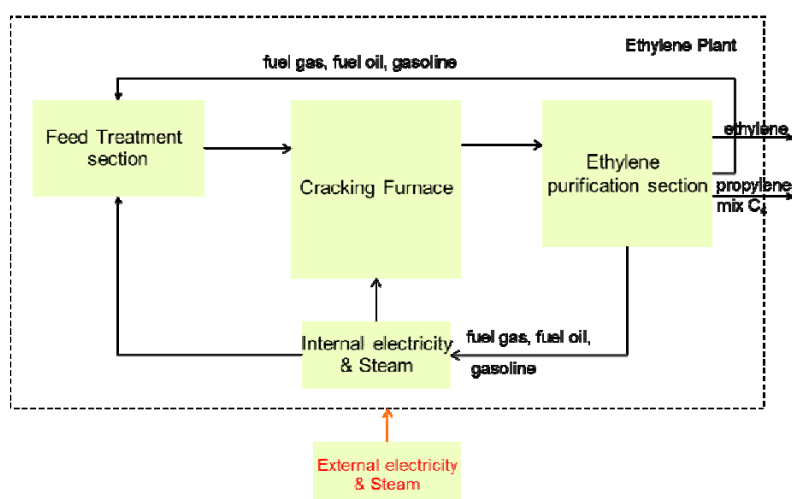 Ethylene Plant
fuel gas, fuel oil, gasoline
Feed Treatment
section
Cracking Furnace
Ethylene
purification section
ethylene
propylene
mix C₄
Internal electricity
& Steam
fuel gas, fuel oil,
gasoline
External electricity
& Steam